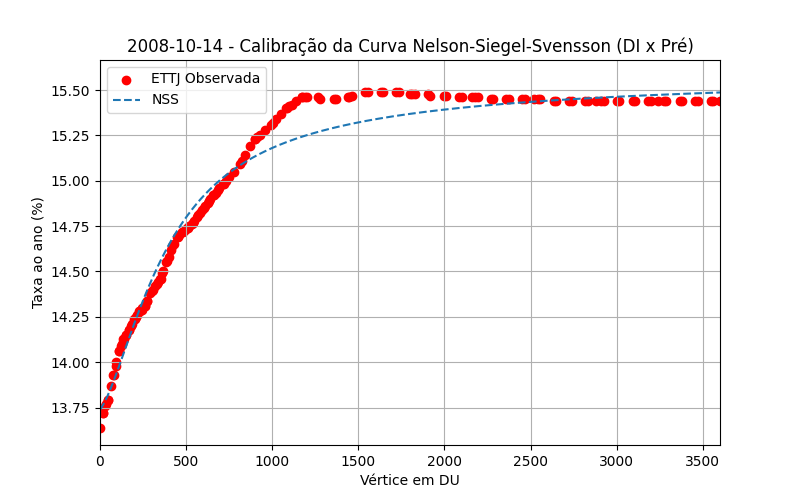 2008-10-14 - Calibração da Curva Nelson-Siegel-Svensson (DI x Pré)
ETTJ Observada
NSS
Taxa ao ano (%)
15.50
15.25
15.00
14.75
14.50
14.25
14.00
13.75
0 500 1000 1500 2000 2500 3000 3500
Vértice em DU